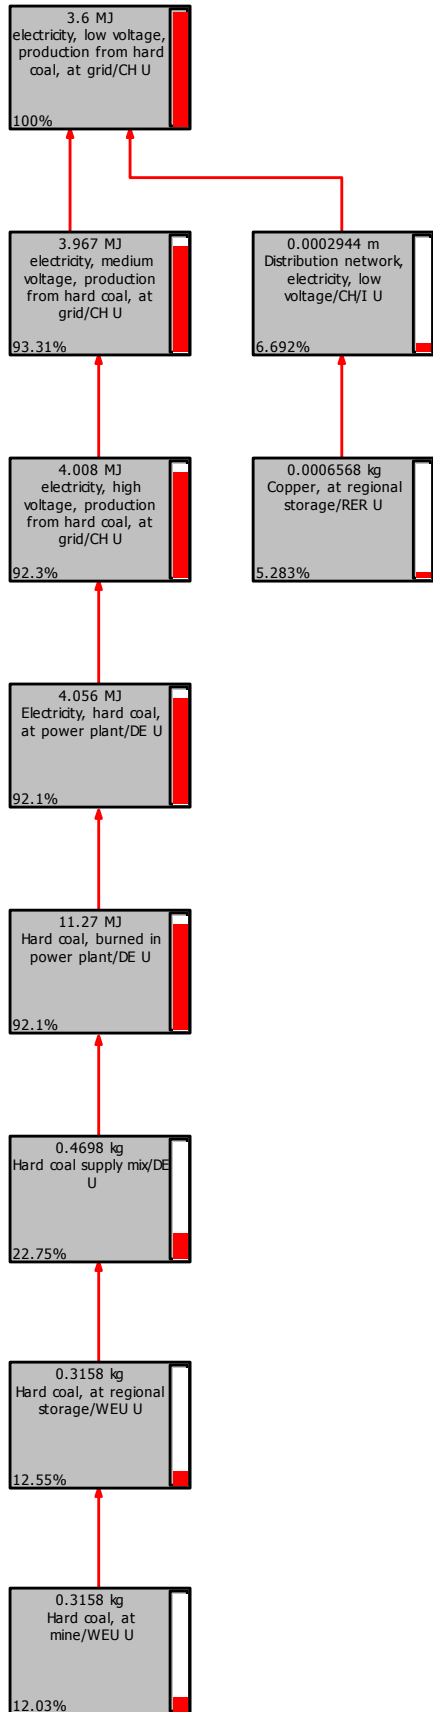 3.6 MJ
electricity, low voltage,
production from hard
coal, at grid/CH U
100%
3.967 MJ
electricity, medium
voltage, production
from hard coal, at
grid/CH U
93.31%
0.0002944 m
Distribution network,
electricity, low
voltage/CH/I U
6.692%
4.008 MJ
electricity, high
voltage, production
from hard coal, at
grid/CH U
92.3%
0.0006568 kg
Copper, at regional
storage/RER U
5.283%
4.056 MJ
Electricity, hard coal,
at power plant/DE U
92.1%
11.27 MJ
Hard coal, burned in
power plant/DE U
92.1%
0.4698 kg
Hard coal supply mix/DE
U
22.75%
0.3158 kg
Hard coal, at regional
storage/WEU U
12.55%
0.3158 kg
Hard coal, at
mine/WEU U
12.03%